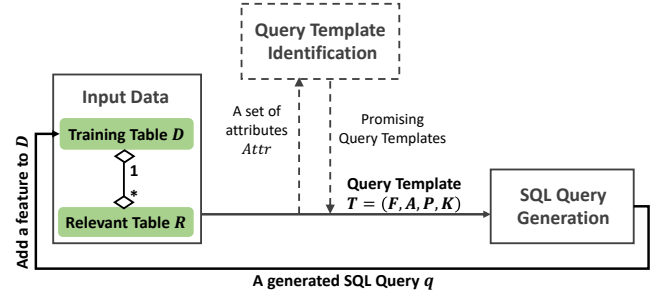 Query Template
Identification
Input Data
Training Table D
1
*
Relevant Table R
A set of
attributes
Attr
Promising
Query Templates
Query Template
T = (F, A, P, K)
SQL Query
Generation
Add a feature to D
A generated SQL Query q